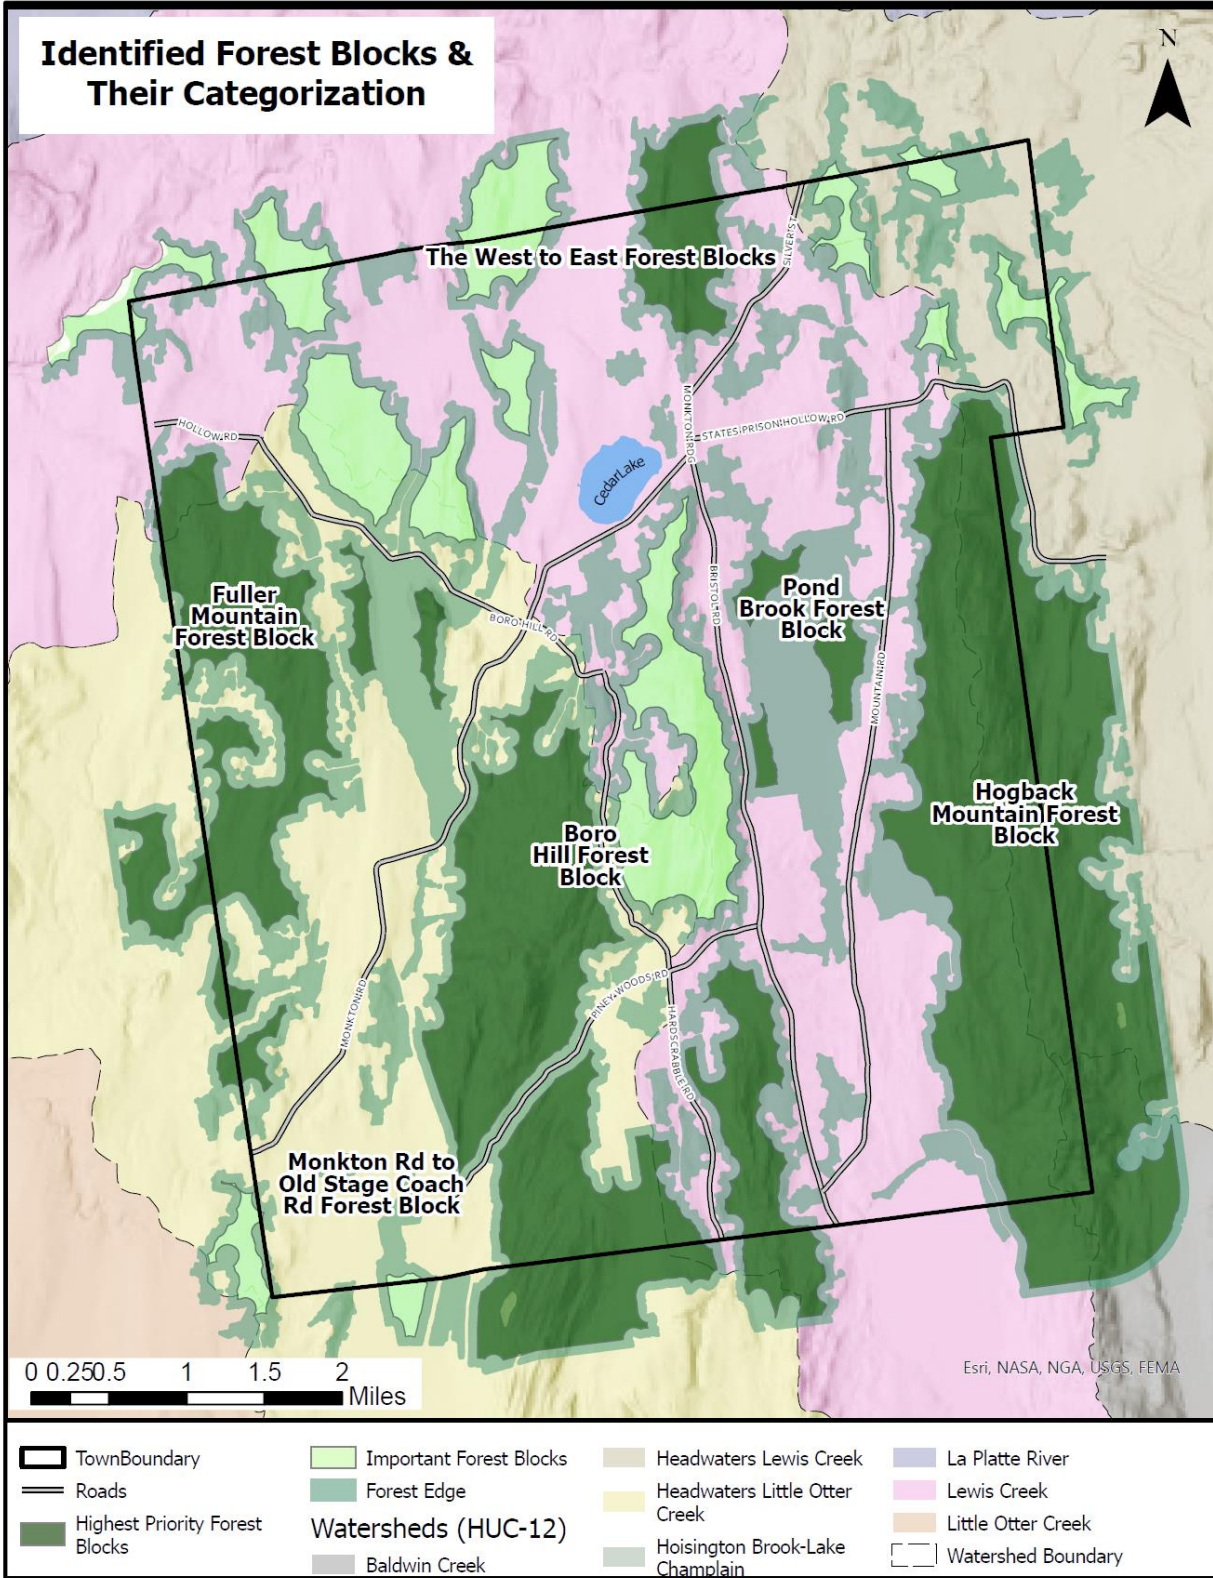 Identified Forest Blocks &
Their Categorization
N
The West to East Forest Blocks
SILVER ST
MONKTON RDG
STATES PRISON HOLLOW RD
HOLLOW RD
CedarLake
Fuller
Mountain
Forest Block
BORO HILL RD
BRISTOL RD
Pond
Brook Forest
Block
MOUNTAIN RD
Hogback
Mountain Forest
Block
Boro
Hill Forest
Block
MONKTON RD
PINEY WOODS RD
HARDSCRABBLE RD
Monkton Rd to
Old Stage Coach
Rd Forest Block
Esri, NASA, NGA, USGS, FEMA
0 0.250.5 1 1.5 2
Miles
TownBoundary
Roads
Highest Priority Forest
Blocks
Important Forest Blocks
Forest Edge
Watersheds (HUC-12)
Baldwin Creek
Headwaters Lewis Creek
Headwaters Little Otter
Creek
Hoisington Brook-Lake
Champlain
La Platte River
Lewis Creek
Little Otter Creek
Watershed Boundary